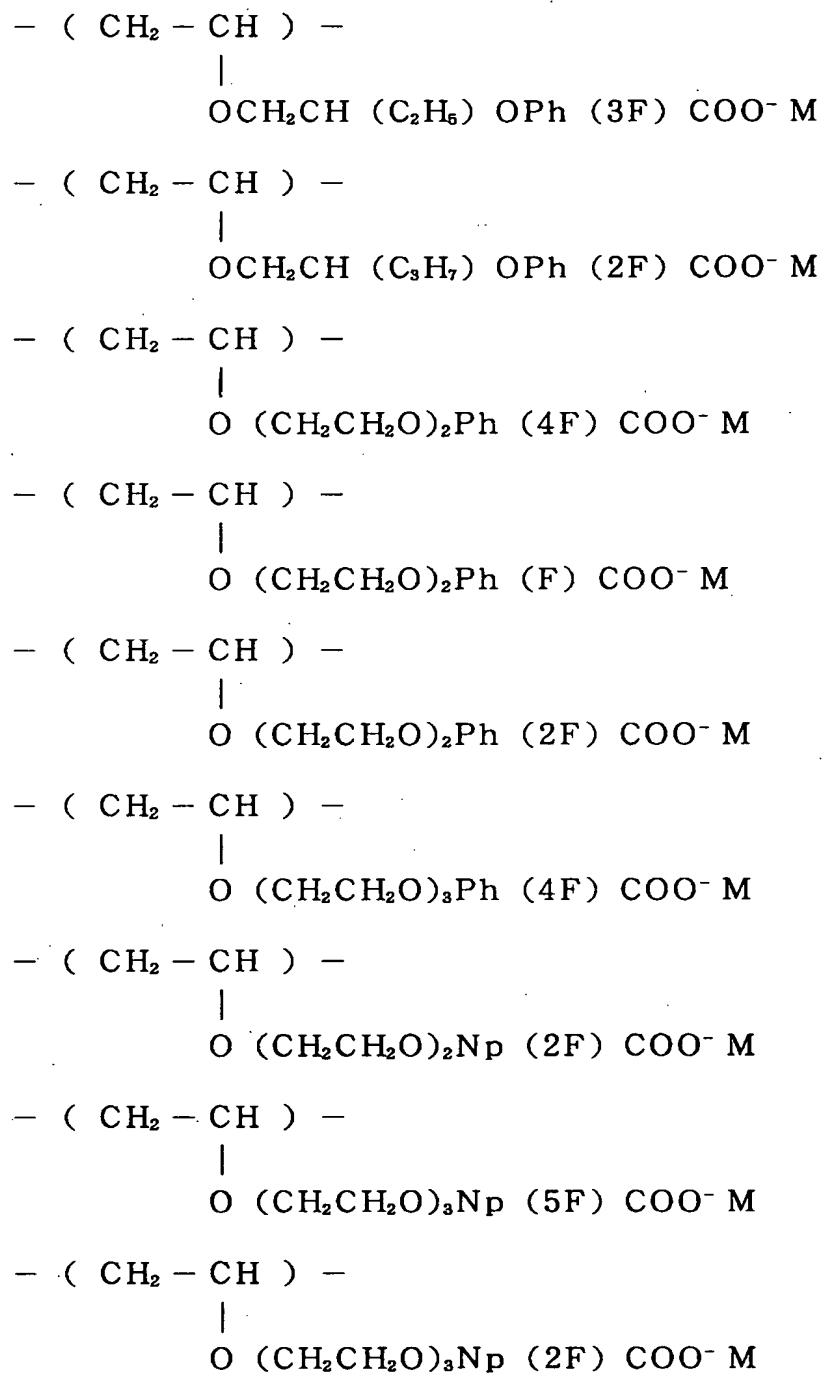 — ( CH₂ — CH ) —
|
OCH₂CH (C₂H₅) OPh (3F) COO⁻ M
— ( CH₂ — CH ) —
|
OCH₂CH (C₃H₇) OPh (2F) COO⁻ M
— ( CH₂ — CH ) —
|
O (CH₂CH₂O)₂Ph (4F) COO⁻ M
— ( CH₂ — CH ) —
|
O (CH₂CH₂O)₂Ph (F) COO⁻ M
— ( CH₂ — CH ) —
|
O (CH₂CH₂O)₂Ph (2F) COO⁻ M
— ( CH₂ — CH ) —
|
O (CH₂CH₂O)₃Ph (4F) COO⁻ M
— ( CH₂ — CH ) —
|
O (CH₂CH₂O)₂Np (2F) COO⁻ M
— ( CH₂ — CH ) —
|
O (CH₂CH₂O)₃Np (5F) COO⁻ M
— ( CH₂ — CH ) —
|
O (CH₂CH₂O)₃Np (2F) COO⁻ M